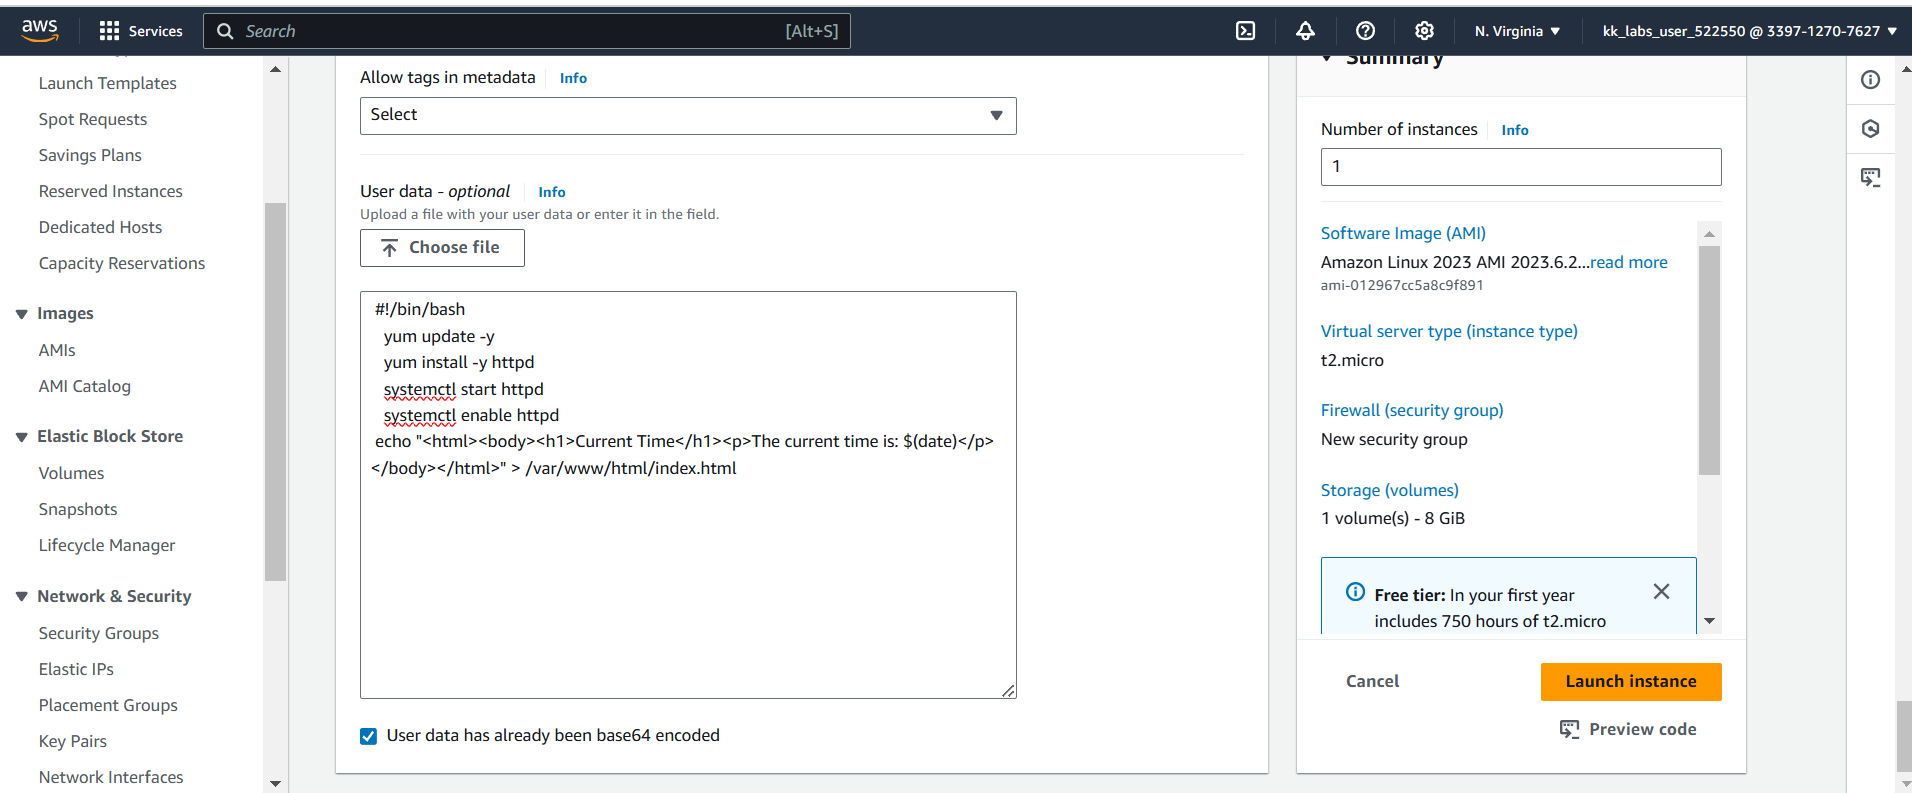 aws
Services
Search
[Alt+S]
N. Virginia
kk_labs_user_522550 @ 3397-1270-7627
Launch Templates
Spot Requests
Savings Plans
Reserved Instances
Dedicated Hosts
Capacity Reservations
Images
AMIs
AMI Catalog
Elastic Block Store
Volumes
Snapshots
Lifecycle Manager
Network & Security
Security Groups
Elastic IPs
Placement Groups
Key Pairs
Network Interfaces
Allow tags in metadata
Info
Select
User data - optional
Info
Upload a file with your user data or enter it in the field.
Choose file
#!/bin/bash
yum update -y
yum install -y httpd
systemctl start httpd
systemctl enable httpd
echo "<html><body><h1>Current Time</h1><p>The current time is: $(date)</p>
</body></html>" > /var/www/html/index.html
User data has already been base64 encoded
Summary
Number of instances
Info
1
Software Image (AMI)
Amazon Linux 2023 AMI 2023.6.2...read more
ami-012967cc5a8c9f891
Virtual server type (instance type)
t2.micro
Firewall (security group)
New security group
Storage (volumes)
1 volume(s) - 8 GiB
Free tier: In your first year
includes 750 hours of t2.micro
Cancel
Launch instance
Preview code